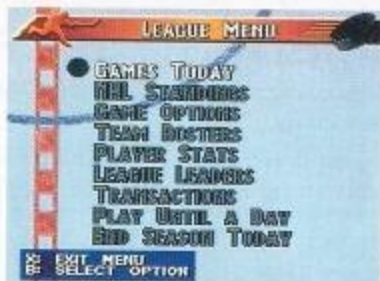 LEAGUE MENU
GAMES TODAY
NHL STANDINGS
GAME OPTIONS
TEAM ROSTERS
PLAYER STATS
LEAGUE LEADERS
TRANSACTIONS
PLAY UNTIL A DAY
END SEASON TODAY
X: EXIT MENU
B: SELECT OPTION